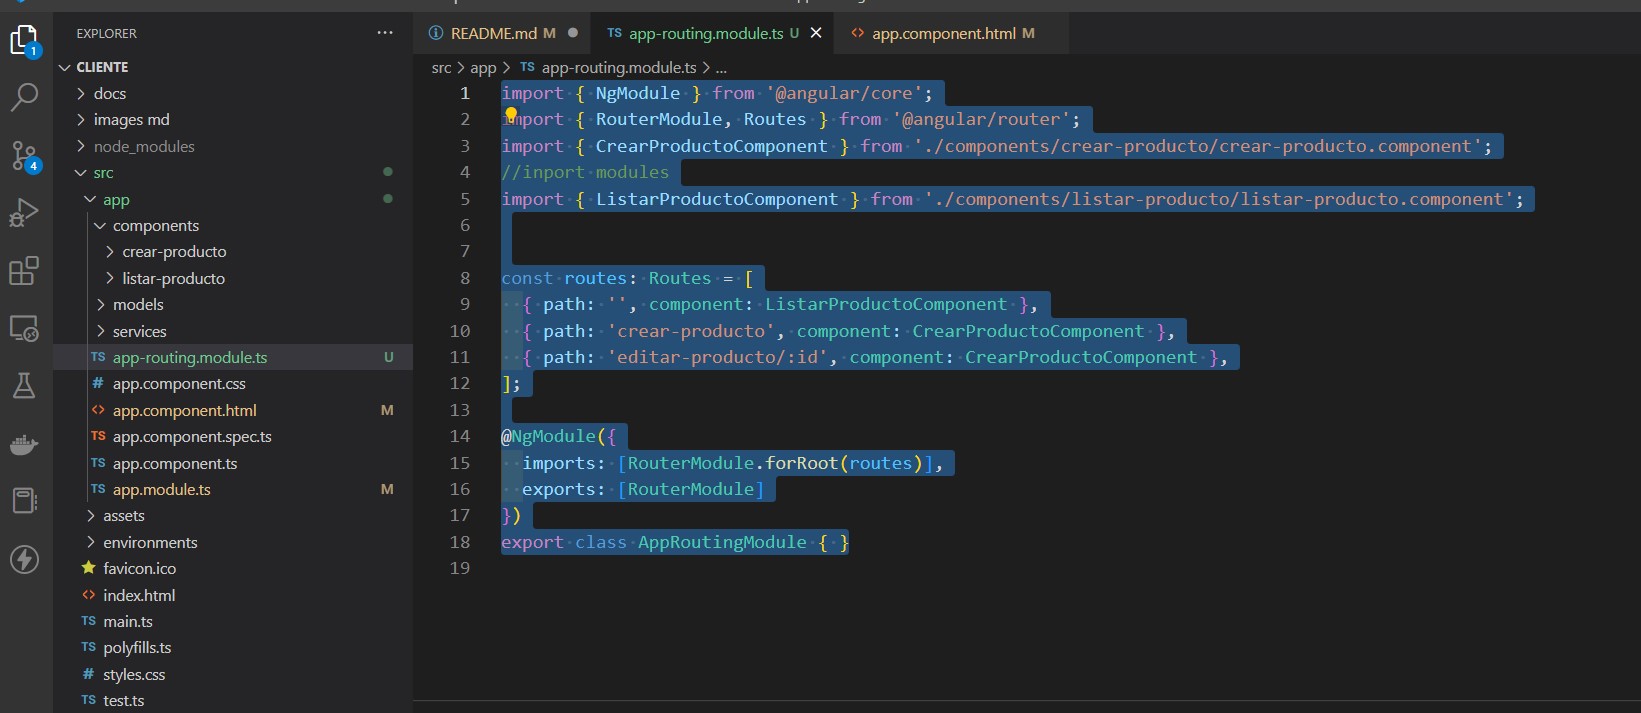 EXPLORER ...
README.md M
TS app-routing.module.ts U
app.component.html M
CLIENTE
src > app > TS app-routing.module.ts > ...
docs
images md
node_modules
src
app
components
crear-producto
listar-producto
models
services
TS app-routing.module.ts U
# app.component.css
<> app.component.html M
TS app.component.spec.ts
TS app.component.ts
TS app.module.ts M
assets
environments
favicon.ico
<> index.html
TS main.ts
TS polyfills.ts
# styles.css
TS test.ts
1
4
1 import { NgModule } from '@angular/core';
2 import { RouterModule, Routes } from '@angular/router';
3 import { CrearProductoComponent } from './components/crear-producto/crear-producto.component';
4 //inport modules
5 import { ListarProductoComponent } from './components/listar-producto/listar-producto.component';
6
7
8 const routes: Routes = [
9 { path: '', component: ListarProductoComponent },
10 { path: 'crear-producto', component: CrearProductoComponent },
11 { path: 'editar-producto/:id', component: CrearProductoComponent },
12 ];
13
14 @NgModule({
15 imports: [RouterModule.forRoot(routes)],
16 exports: [RouterModule]
17 })
18 export class AppRoutingModule { }
19